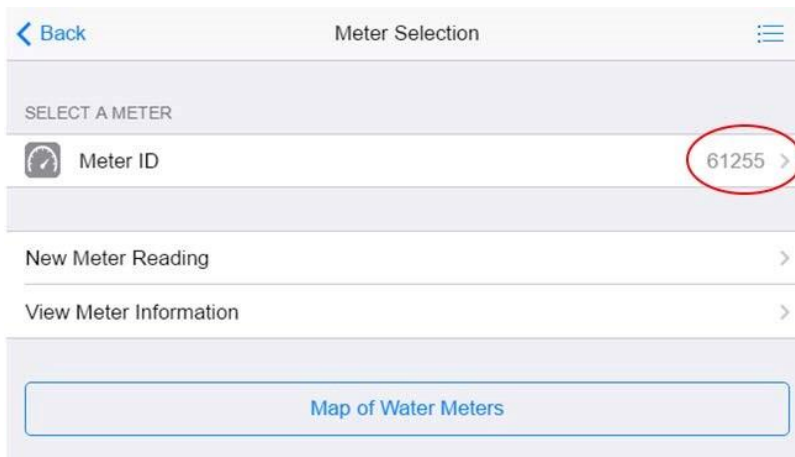 Back Meter Selection
SELECT A METER
Meter ID 61255
New Meter Reading
View Meter Information
Map of Water Meters